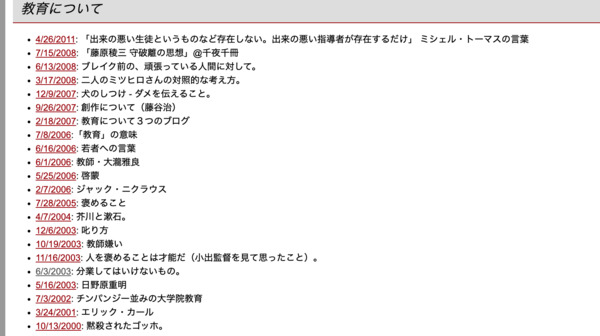 教育について
4/26/2011: 「出来の悪い生徒というものなど存在しない。出来の悪い指導者が存在するだけ」 ミシェル・トーマスの言葉
7/15/2008: 「藤原稜三 守破離の思想」@千夜千冊
6/13/2008: ブレイク前の、頑張っている人間に対して。
3/17/2008: 二人のミツヒロさんの対照的な考え方。
12/9/2007: 犬のしつけ - ダメを伝えること。
9/26/2007: 創作について（藤谷治）
2/18/2007: 教育について３つのブログ
7/8/2006: 「教育」の意味
6/16/2006: 若者への言葉
6/1/2006: 教師・大瀧雅良
5/25/2006: 啓蒙
2/7/2006: ジャック・ニクラウス
7/28/2005: 褒めること
4/7/2004: 芥川と漱石。
12/6/2003: 叱り方
10/19/2003: 教師嫌い
11/16/2003: 人を褒めることは才能だ（小出監督を見て思ったこと）。
6/3/2003: 分業してはいけないもの。
5/16/2003: 日野原重明
7/3/2002: チンパンジー並みの大学院教育
3/24/2001: エリック・カール
10/13/2000: 黙殺されたゴッホ。